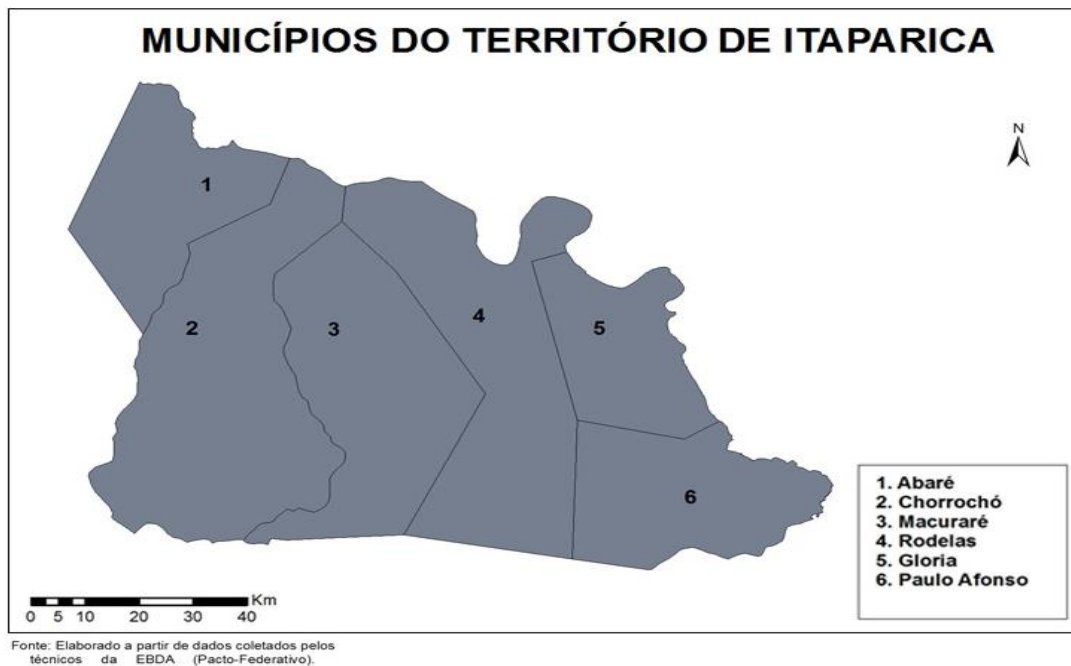 MUNICÍPIOS DO TERRITÓRIO DE ITAPARICA
N
1
2
3
4
5
6
1. Abaré
2. Chorrochó
3. Macuraré
4. Rodelas
5. Gloria
6. Paulo Afonso
Km
0 5 10 20 30 40
Fonte: Elaborado a partir de dados coletados pelos
técnicos da EBDA (Pacto-Federativo).